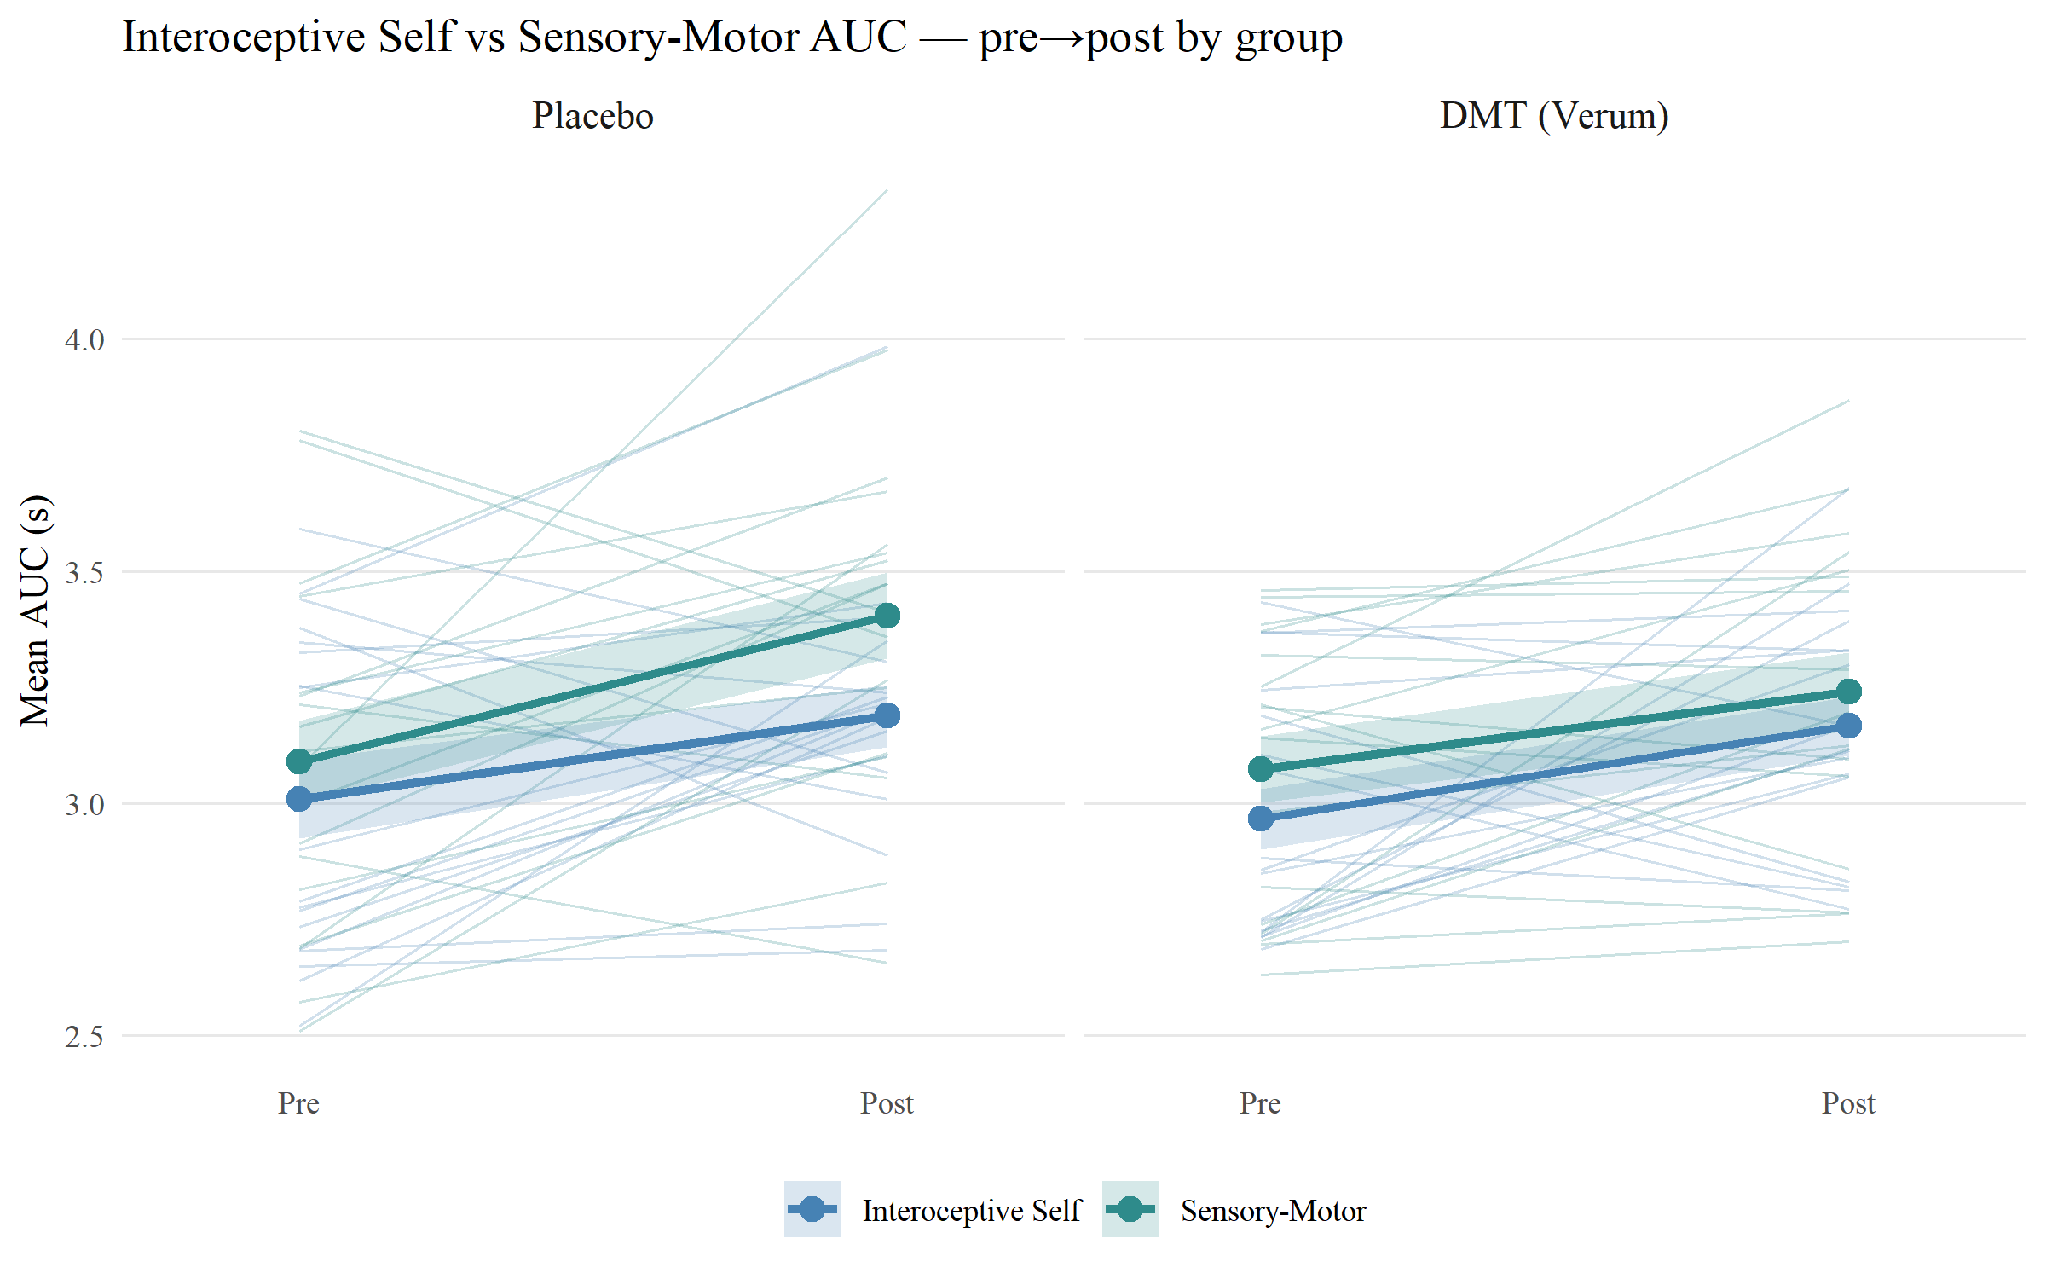 Interoceptive Self vs Sensory-Motor AUC — pre→post by group
Placebo
DMT (Verum)
Mean AUC (s)
4.0
3.5
3.0
2.5
Pre
Post
Pre
Post
Interoceptive Self
Sensory-Motor